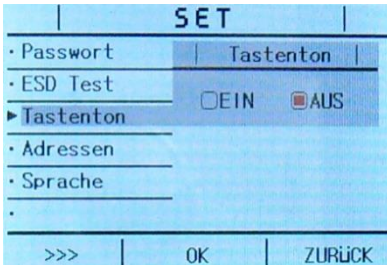 SET
Passwort
ESD Test
Tastenton
Adressen
Sprache
Tastenton
EIN AUS
>>> OK ZURÜCK